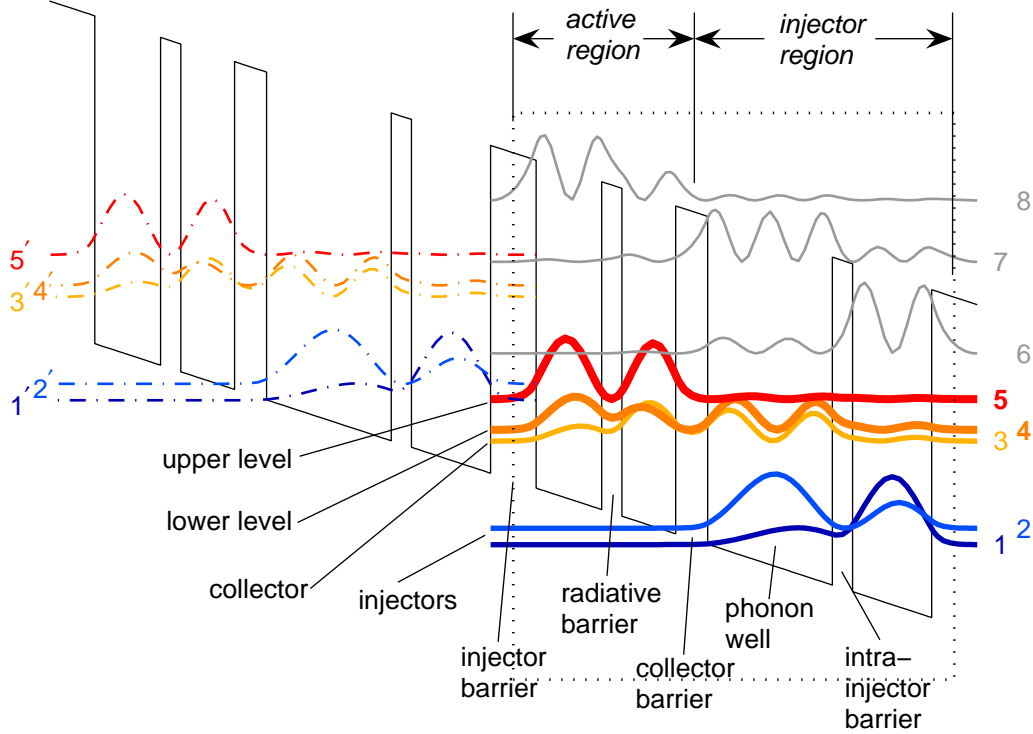 active
region
injector
region
8
7
6
5
4
3
2
1
5′
4′
3′
2′
1′
upper level
lower level
collector
injectors
injector
barrier
radiative
barrier
collector
barrier
phonon
well
intra–
injector
barrier